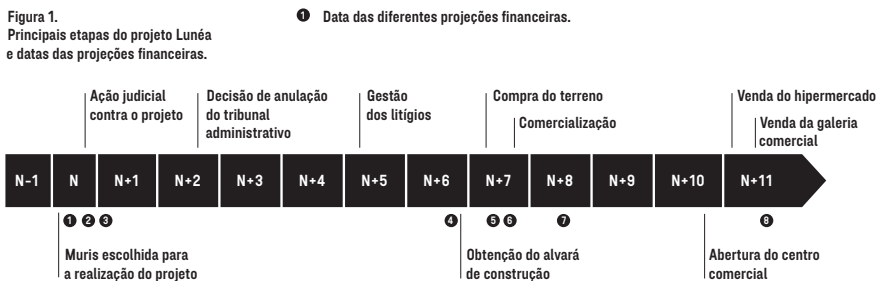 Figura 1.
Principais etapas do projeto Lunéa
e datas das projeções financeiras.
❶ Data das diferentes projeções financeiras.
Ação judicial
contra o projeto
Decisão de anulação
do tribunal
administrativo
Gestão
dos litígios
Compra do terreno
Comercialização
Venda do hipermercado
Venda da galeria
comercial
N-1 N N+1 N+2 N+3 N+4 N+5 N+6 N+7 N+8 N+9 N+10 N+11
❶ ❷ ❸ ❹ ❺ ❻ ❼ ❽
Muris escolhida para
a realização do projeto
Obtenção do alvará
de construção
Abertura do centro
comercial